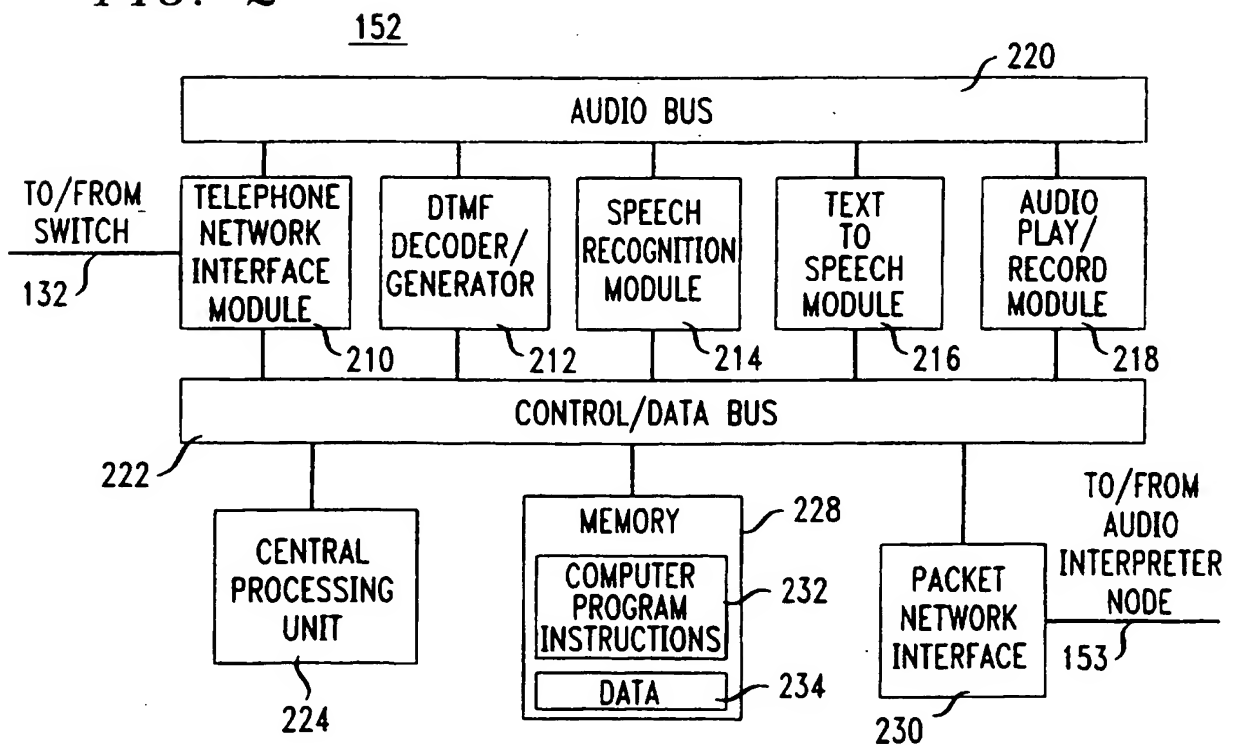 FIG. 2
152
220
AUDIO BUS
TO/FROM
SWITCH
132
TELEPHONE
NETWORK
INTERFACE
MODULE
210
DTMF
DECODER/
GENERATOR
212
SPEECH
RECOGNITION
MODULE
214
TEXT
TO
SPEECH
MODULE
216
AUDIO
PLAY/
RECORD
MODULE
218
CONTROL/DATA BUS
222
CENTRAL
PROCESSING
UNIT
224
MEMORY
228
COMPUTER
PROGRAM
INSTRUCTIONS
232
DATA
234
PACKET
NETWORK
INTERFACE
230
TO/FROM
AUDIO
INTERPRETER
NODE
153